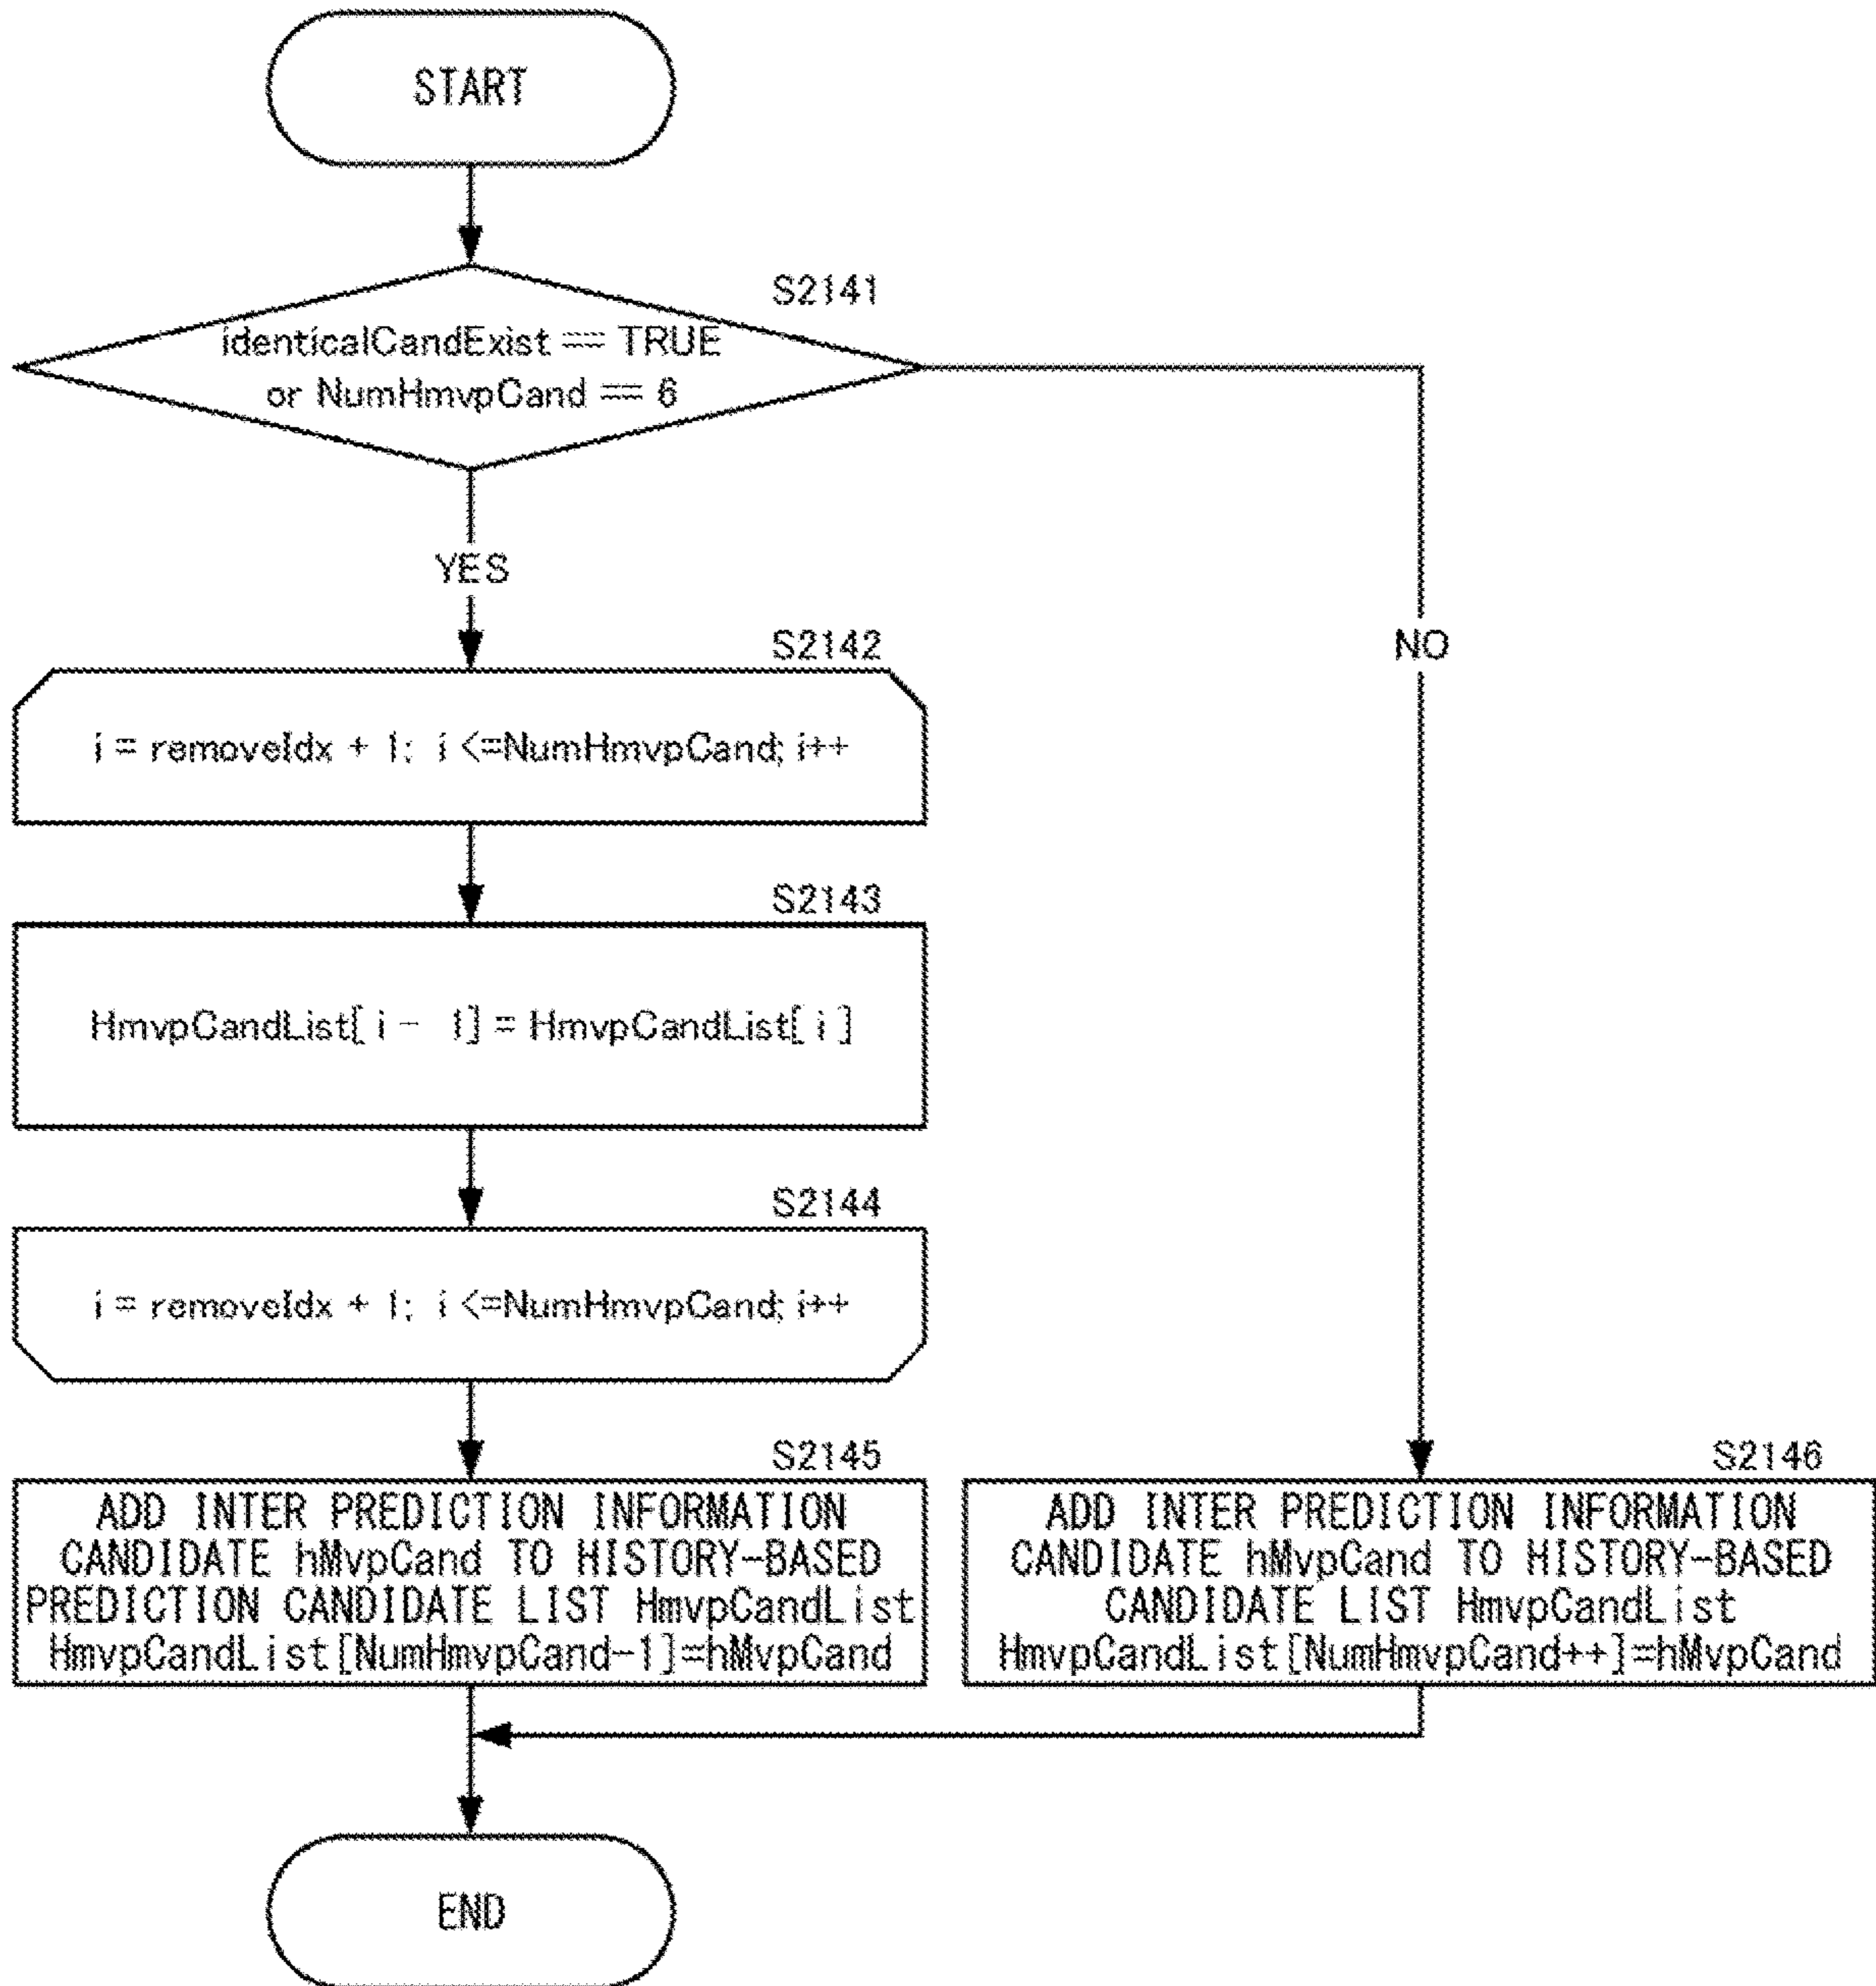 START
S2141
identicalCandExist == TRUE
or NumHmvpCand == 6
YES
NO
S2142
i = removeIdx + 1; i <=NumHmvpCand; i++
S2143
HmvpCandList[ i - 1] = HmvpCandList[ i ]
S2144
i = removeIdx + 1; i <=NumHmvpCand; i++
S2145
ADD INTER PREDICTION INFORMATION
CANDIDATE hMvpCand TO HISTORY-BASED
PREDICTION CANDIDATE LIST HmvpCandList
HmvpCandList[NumHmvpCand-1]=hMvpCand
S2146
ADD INTER PREDICTION INFORMATION
CANDIDATE hMvpCand TO HISTORY-BASED
CANDIDATE LIST HmvpCandList
HmvpCandList[NumHmvpCand++]=hMvpCand
END